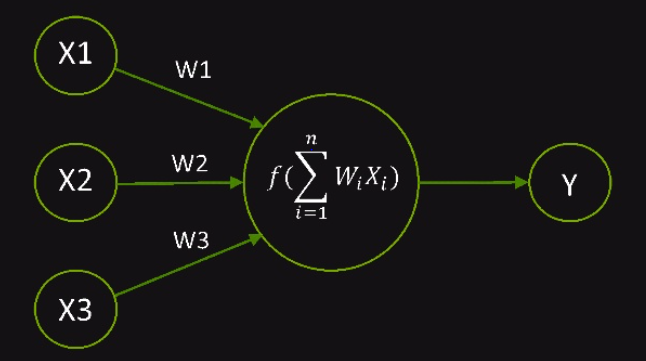 X1
W1
X2
W2
f(∑_{i=1}^{n} W_i X_i)
Y
W3
X3